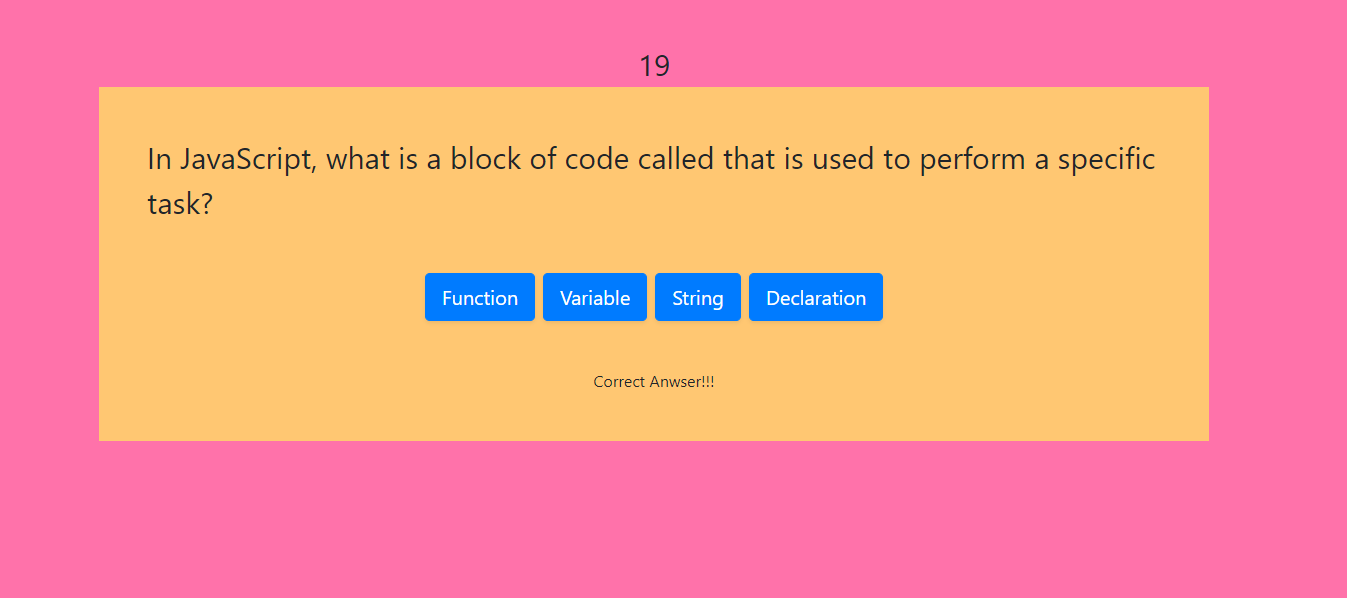 19
In JavaScript, what is a block of code called that is used to perform a specific
task?
Function Variable String Declaration
Correct Anwser!!!